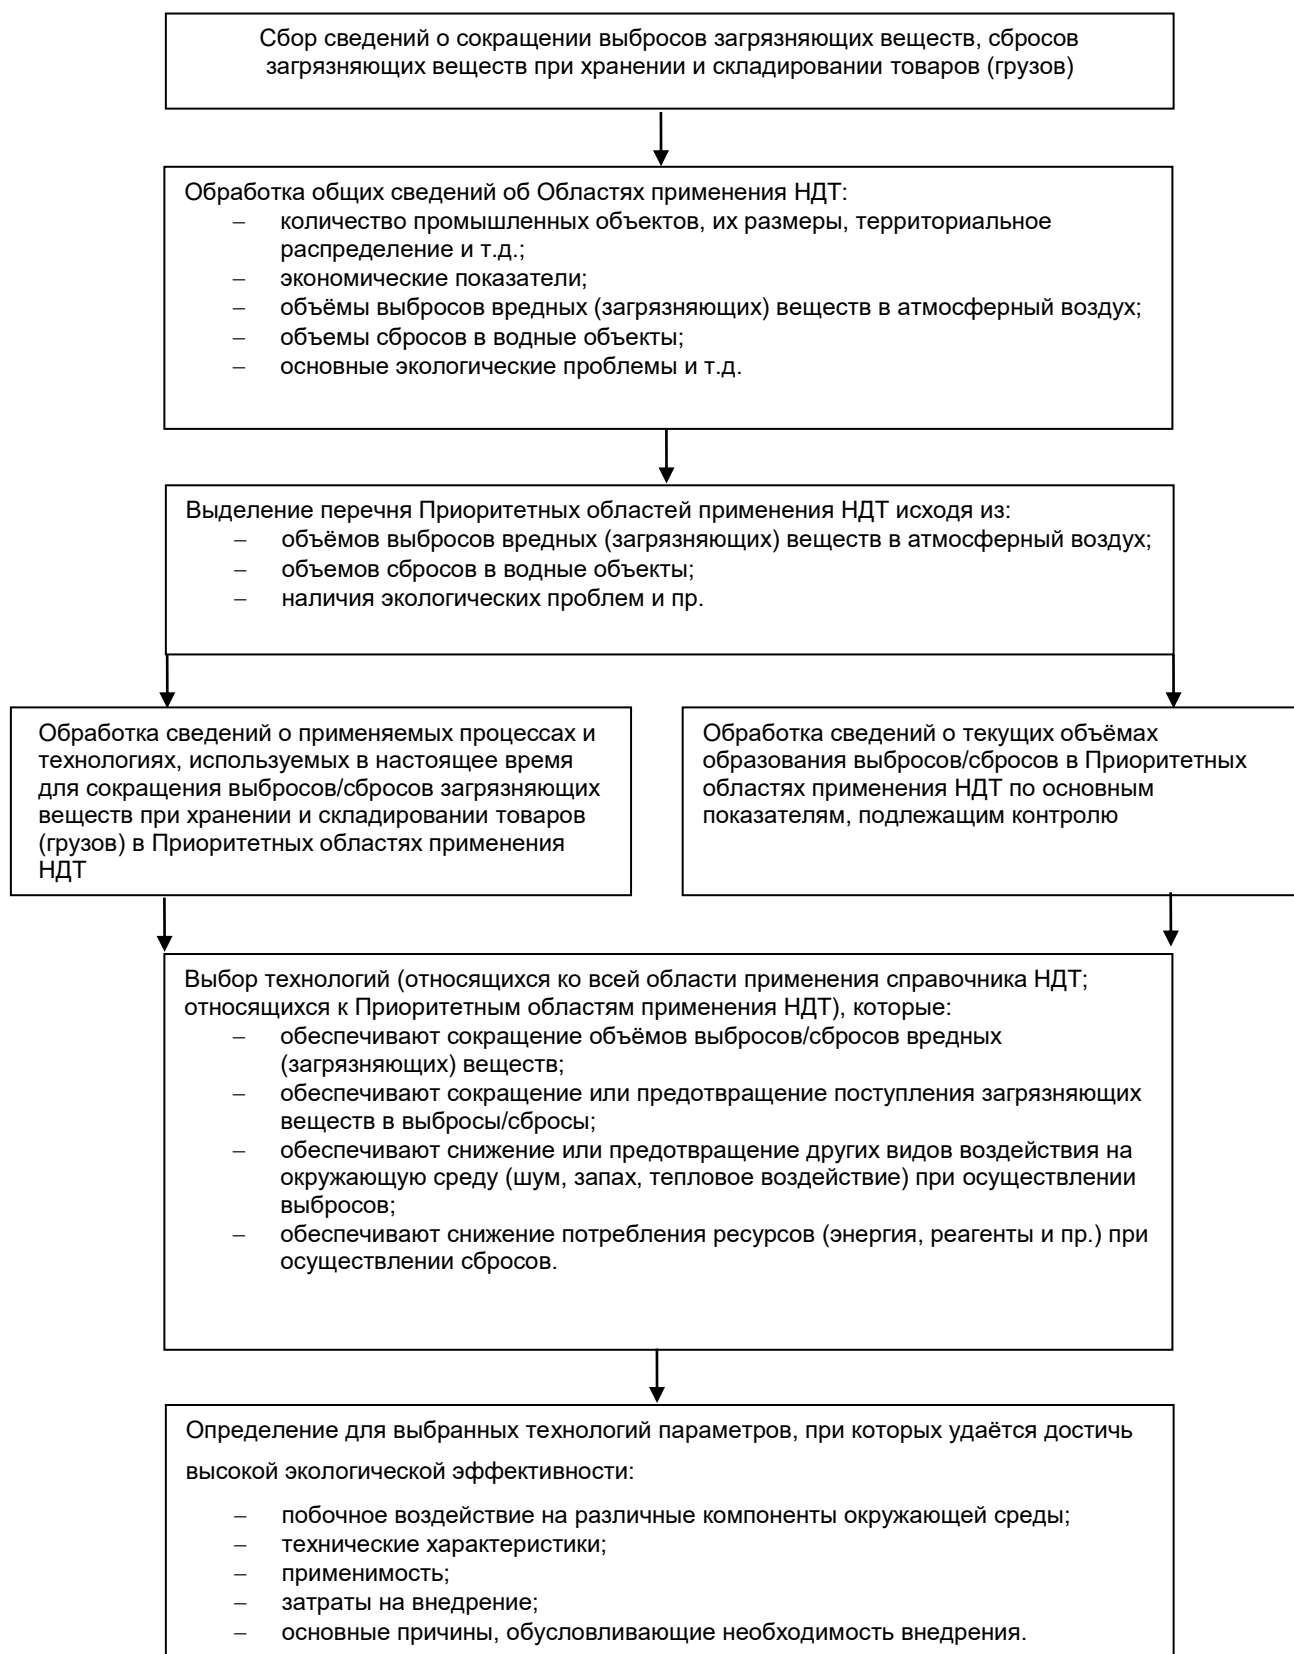 Сбор сведений о сокращении выбросов загрязняющих веществ, сбросов
загрязняющих веществ при хранении и складировании товаров (грузов)
Обработка общих сведений об Областях применения НДТ:
– количество промышленных объектов, их размеры, территориальное
распределение и т.д.;
– экономические показатели;
– объёмы выбросов вредных (загрязняющих) веществ в атмосферный воздух;
– объемы сбросов в водные объекты;
– основные экологические проблемы и т.д.
Выделение перечня Приоритетных областей применения НДТ исходя из:
– объёмов выбросов вредных (загрязняющих) веществ в атмосферный воздух;
– объемов сбросов в водные объекты;
– наличия экологических проблем и пр.
Обработка сведений о применяемых процессах и
технологиях, используемых в настоящее время
для сокращения выбросов/сбросов загрязняющих
веществ при хранении и складировании товаров
(грузов) в Приоритетных областях применения
НДТ
Обработка сведений о текущих объёмах
образования выбросов/сбросов в Приоритетных
областях применения НДТ по основным
показателям, подлежащим контролю
Выбор технологий (относящихся ко всей области применения справочника НДТ;
относящихся к Приоритетным областям применения НДТ), которые:
– обеспечивают сокращение объёмов выбросов/сбросов вредных
(загрязняющих) веществ;
– обеспечивают сокращение или предотвращение поступления загрязняющих
веществ в выбросы/сбросы;
– обеспечивают снижение или предотвращение других видов воздействия на
окружающую среду (шум, запах, тепловое воздействие) при осуществлении
выбросов;
– обеспечивают снижение потребления ресурсов (энергия, реагенты и пр.) при
осуществлении сбросов.
Определение для выбранных технологий параметров, при которых удаётся достичь
высокой экологической эффективности:
– побочное воздействие на различные компоненты окружающей среды;
– технические характеристики;
– применимость;
– затраты на внедрение;
– основные причины, обусловливающие необходимость внедрения.